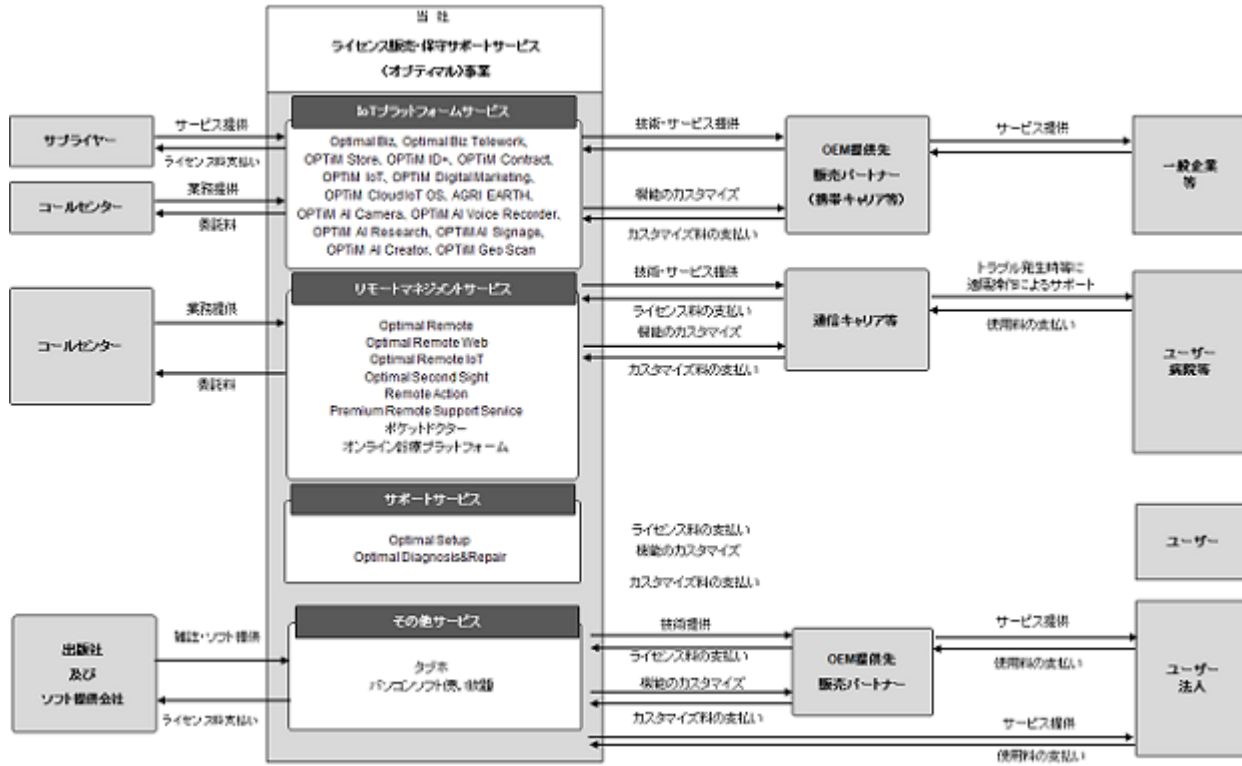 当 社
ライセンス販売・保守サポートサービス
(オプティマル)事業
IoTプラットフォームサービス
Optimal Biz, Optimal Biz Telework,
OPTiM Store, OPTiM ID+, OPTiM Contract,
OPTiM IoT, OPTiM Digital Marketing,
OPTiM Cloud IoT OS, AGRI EARTH,
OPTiM AI Camera, OPTiM AI Voice Recorder,
OPTiM AI Research, OPTiM AI Signage,
OPTiM AI Creator, OPTiM Geo Scan
サプライヤー
サービス提供
ライセンス料支払い
コールセンター
業務提供
委託料
技術・サービス提供
機能のカスタマイズ
カスタマイズ料の支払い
OEM提供先
販売パートナー
(携帯キャリア等)
サービス提供
一般企業
等
リモートマネジメントサービス
Optimal Remote
Optimal Remote Web
Optimal Remote IoT
Optimal Second Sight
Remote Action
Premium Remote Support Service
ポケットドクター
オンライン診療プラットフォーム
コールセンター
業務提供
委託料
技術・サービス提供
ライセンス料の支払い
機能のカスタマイズ
カスタマイズ料の支払い
通信キャリア等
トラブル発生時等に
遠隔操作によるサポート
使用料の支払い
ユーザー
病院等
サポートサービス
Optimal Setup
Optimal Diagnosis&Repair
ライセンス料の支払い
機能のカスタマイズ
カスタマイズ料の支払い
ユーザー
その他サービス
タブホ
パソコンソフト使い放題
出版社
及び
ソフト提供会社
雑誌・ソフト提供
ライセンス料支払い
技術提供
ライセンス料の支払い
機能のカスタマイズ
カスタマイズ料の支払い
OEM提供先
販売パートナー
サービス提供
使用料の支払い
サービス提供
使用料の支払い
ユーザー
法人